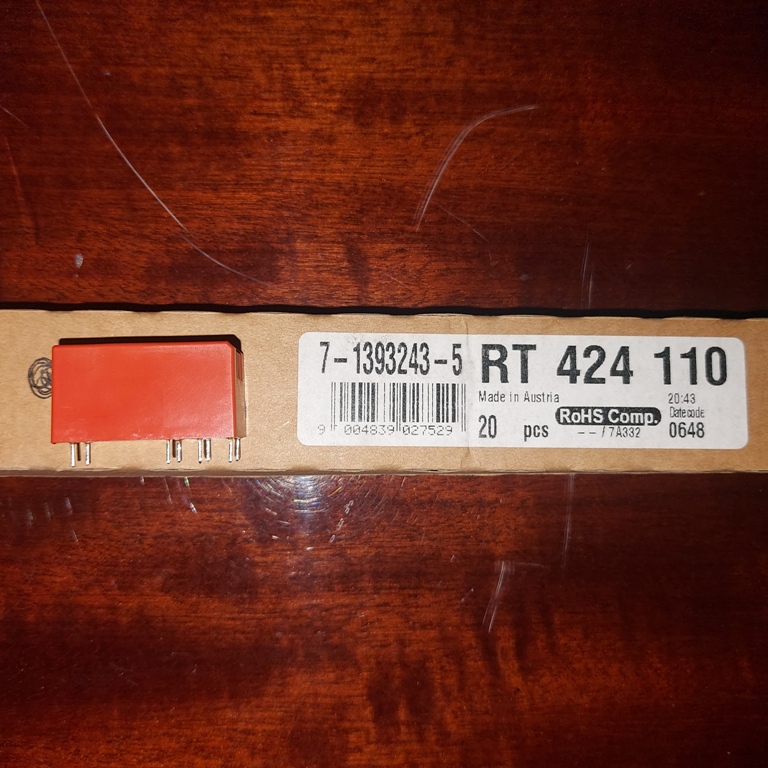 7-1393243-5
9 004839 027529
RT 424 110
Made in Austria
20:43
RoHS Comp.
Datecode
20 pcs
--/7A332
0648